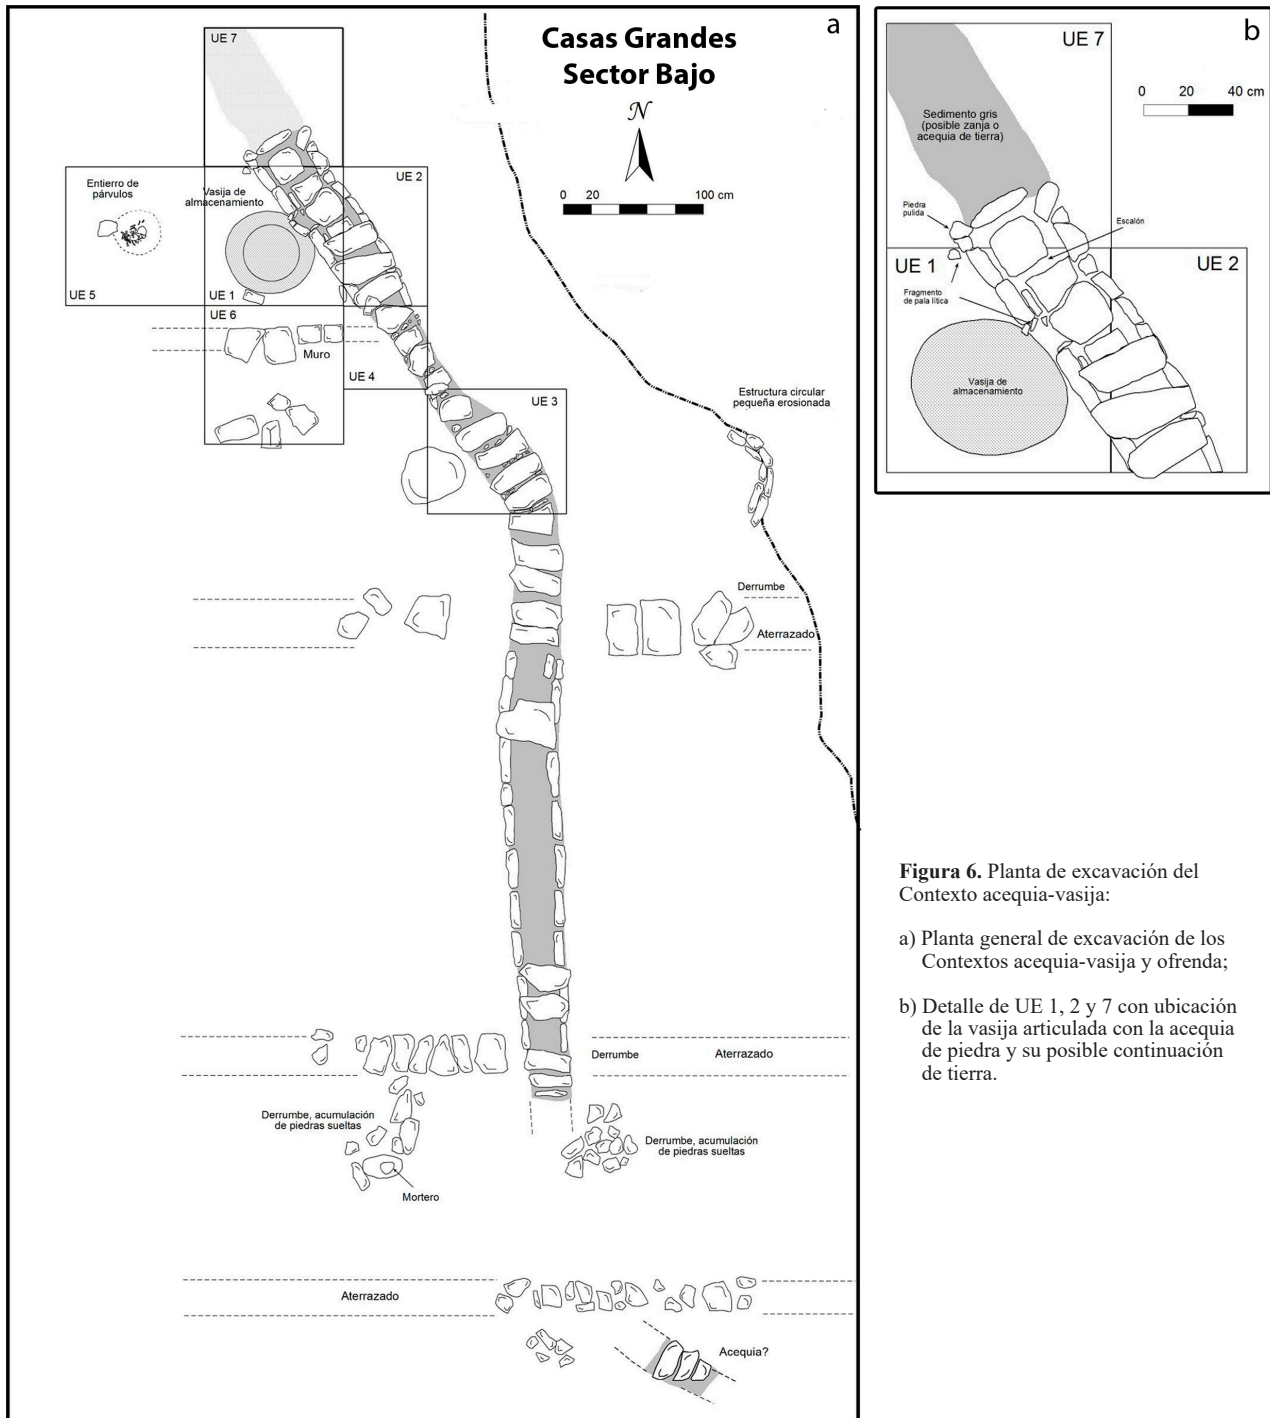 a
Casas Grandes
Sector Bajo
N
0 20 100 cm
UE 7
UE 2
Entierro de
párvulos
Vasija de
almacenamiento
UE 5
UE 1
UE 6
Muro
UE 4
UE 3
Estructura circular
pequeña erosionada
Derrumbe
Aterrazado
Derrumbe
Aterrazado
Derrumbe, acumulación
de piedras sueltas
Derrumbe, acumulación
de piedras sueltas
Mortero
Aterrazado
Acequia?
b
UE 7
0 20 40 cm
Sedimento gris
(posible zanja o
acequia de tierra)
Piedra
pulida
Escalón
UE 1
UE 2
Fragmento
de pala lítica
Vasija de
almacenamiento
Figura 6. Planta de excavación del
Contexto acequia-vasija:
a) Planta general de excavación de los
Contextos acequia-vasija y ofrenda;
b) Detalle de UE 1, 2 y 7 con ubicación
de la vasija articulada con la acequia
de piedra y su posible continuación
de tierra.